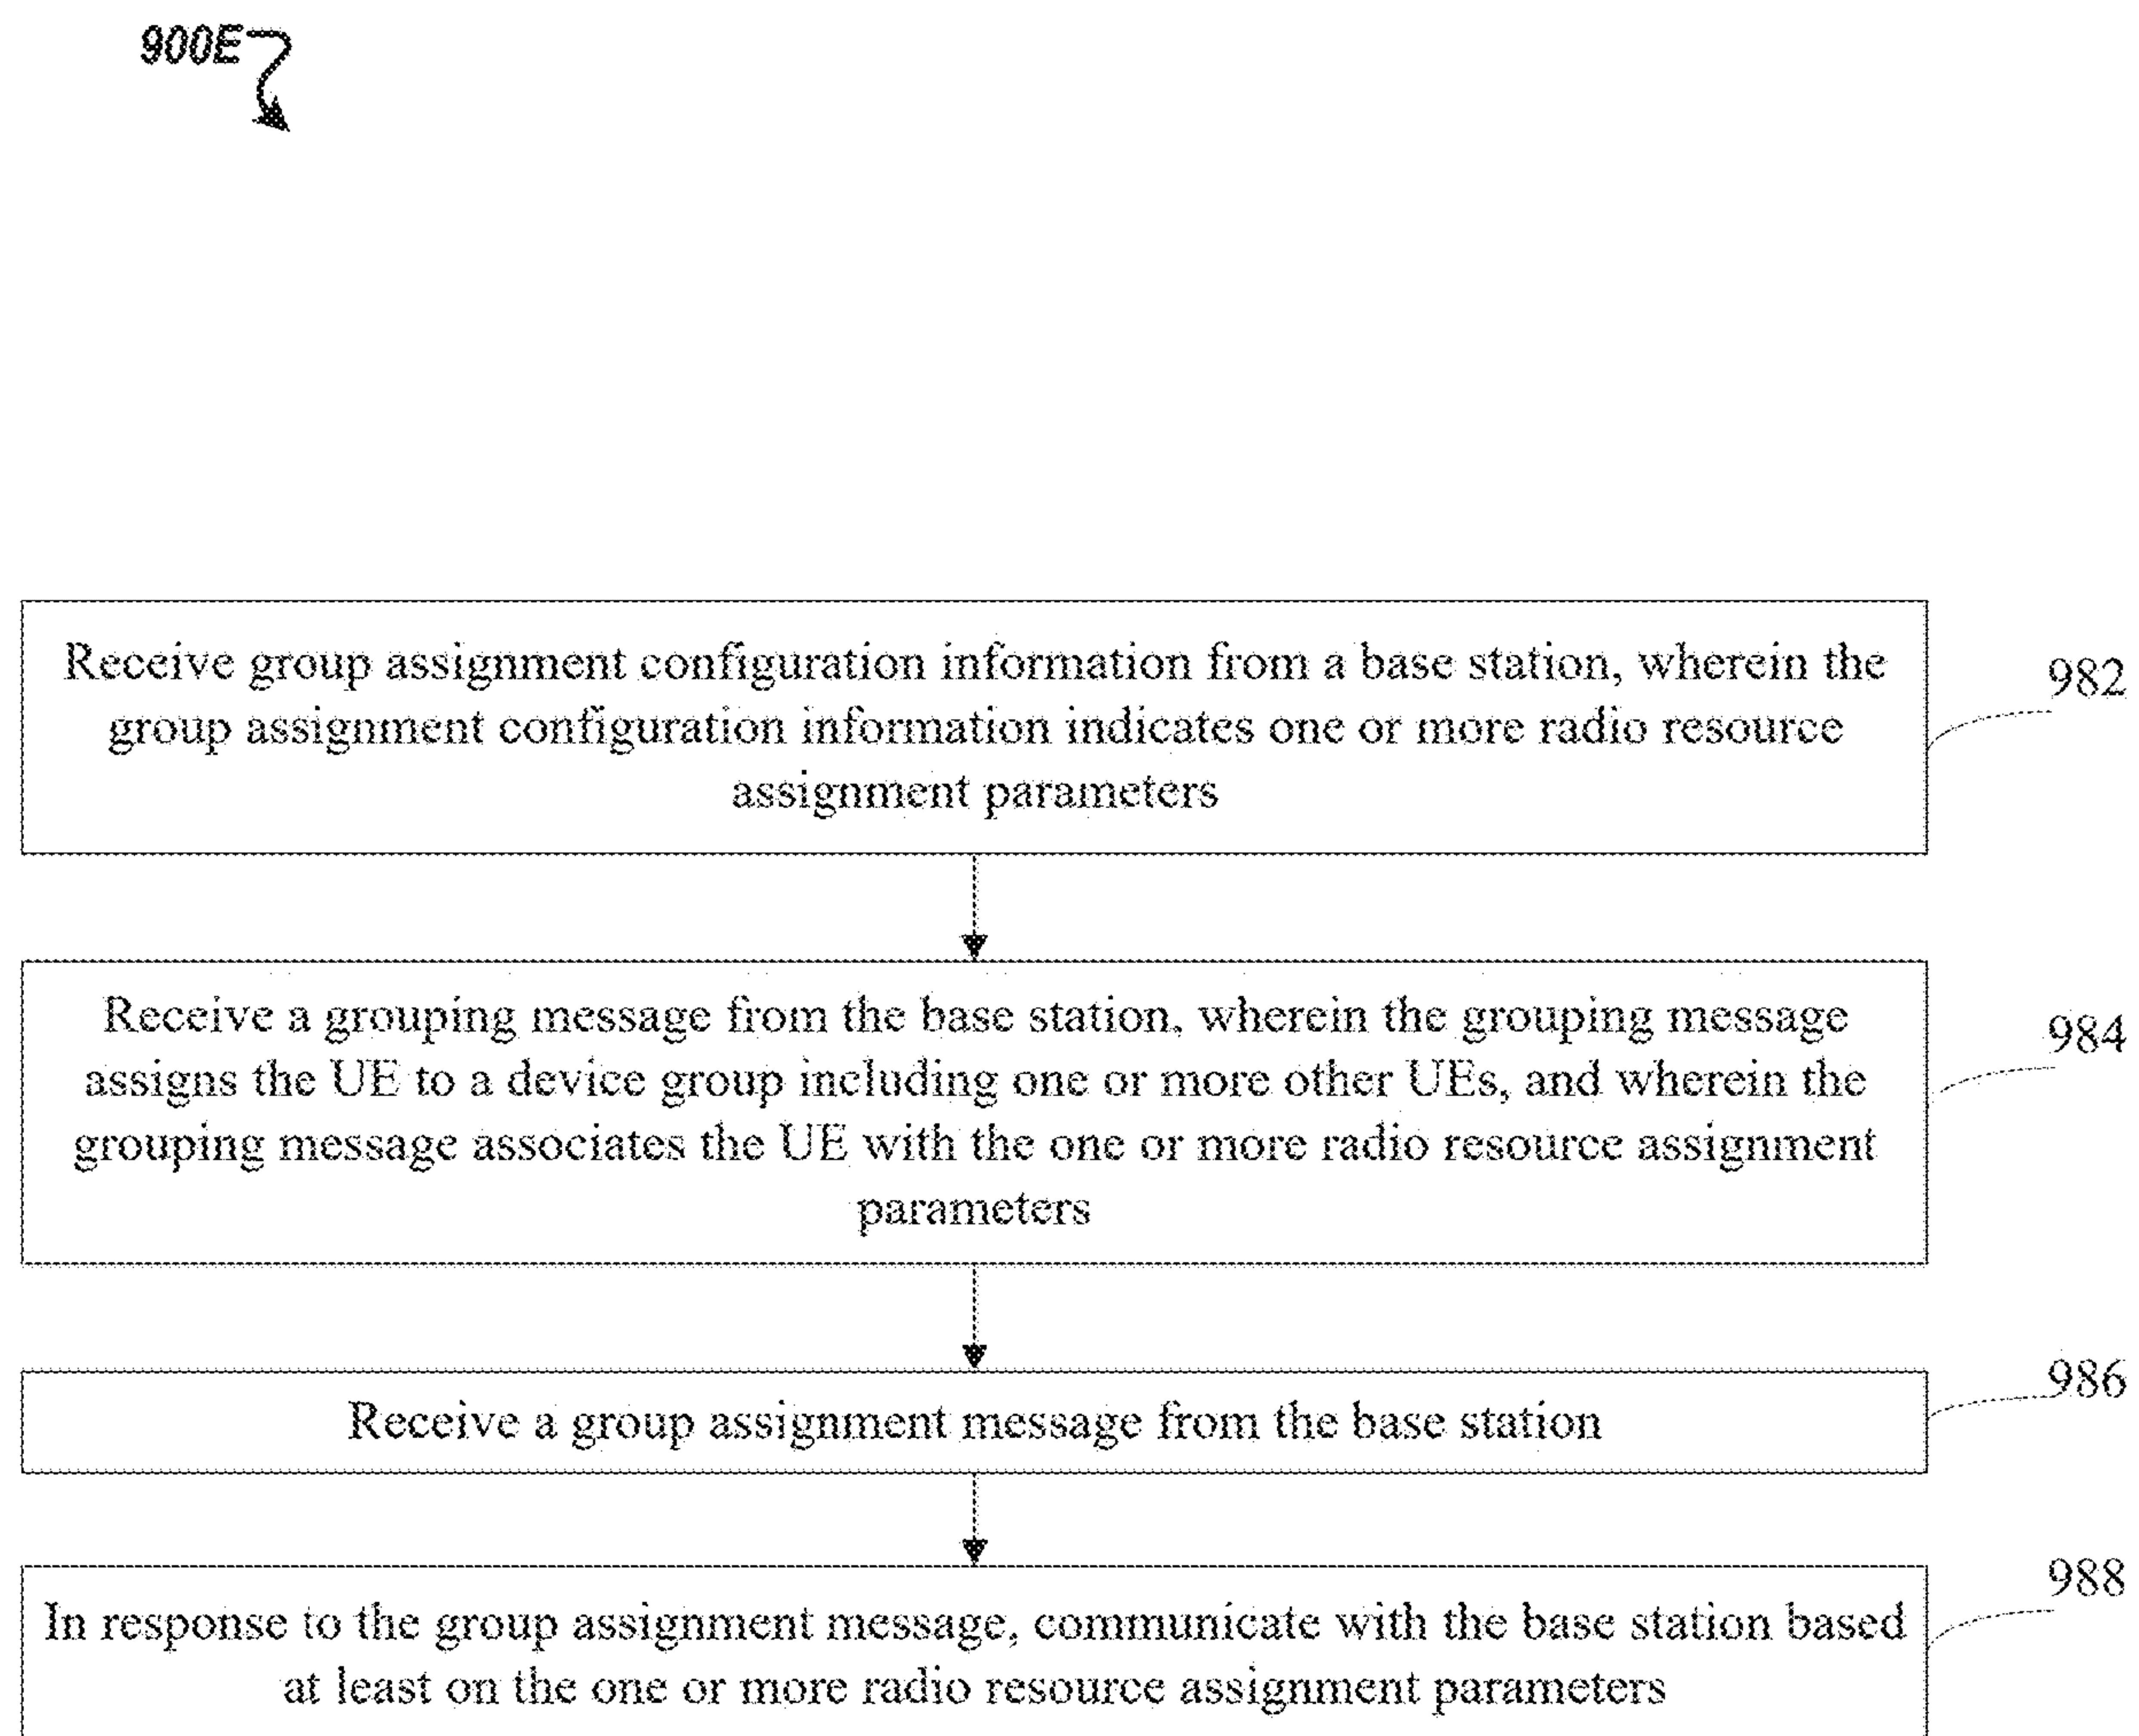 900E
Receive group assignment configuration information from a base station, wherein the
group assignment configuration information indicates one or more radio resource
assignment parameters
982
Receive a grouping message from the base station, wherein the grouping message
assigns the UE to a device group including one or more other UEs, and wherein the
grouping message associates the UE with the one or more radio resource assignment
parameters
984
Receive a group assignment message from the base station
986
In response to the group assignment message, communicate with the base station based
at least on the one or more radio resource assignment parameters
988